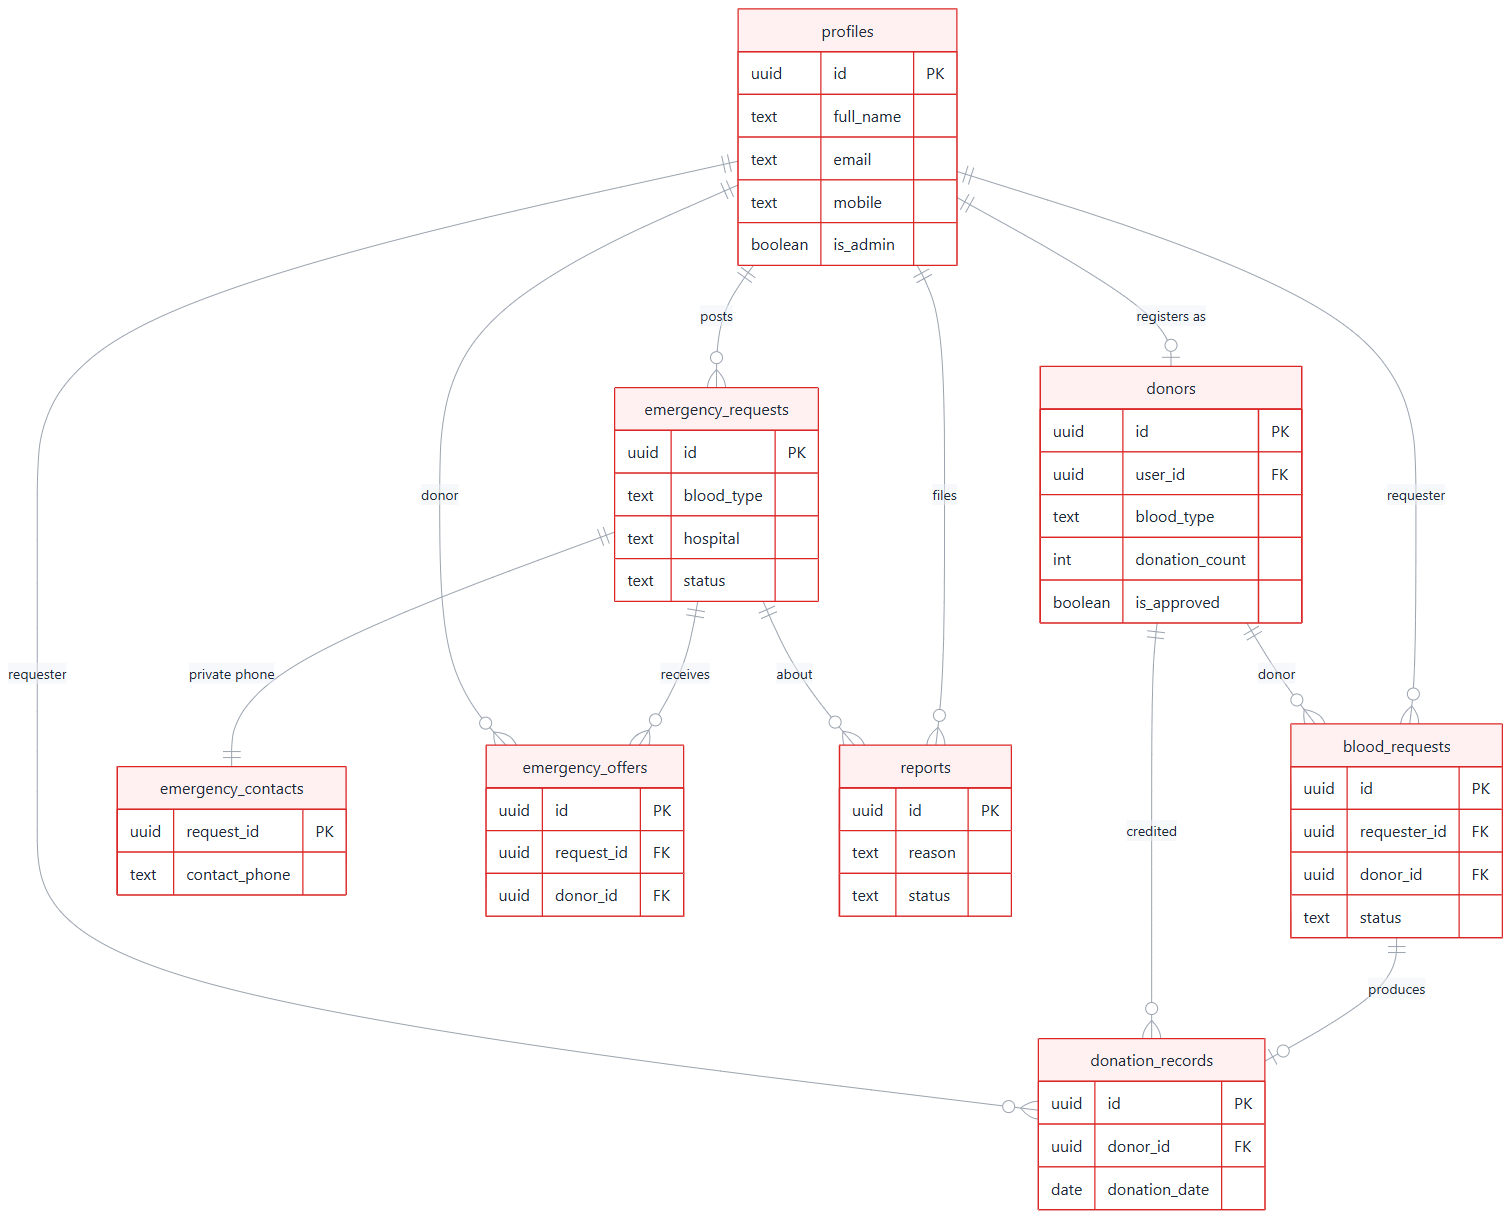 profiles
uuid id PK
text full_name
text email
text mobile
boolean is_admin
posts
registers as
emergency_requests
uuid id PK
text blood_type
text hospital
text status
donors
uuid id PK
uuid user_id FK
text blood_type
int donation_count
boolean is_approved
donor
files
requester
requester
private phone
receives
about
donor
emergency_contacts
uuid request_id PK
text contact_phone
emergency_offers
uuid id PK
uuid request_id FK
uuid donor_id FK
reports
uuid id PK
text reason
text status
blood_requests
uuid id PK
uuid requester_id FK
uuid donor_id FK
text status
credited
produces
donation_records
uuid id PK
uuid donor_id FK
date donation_date